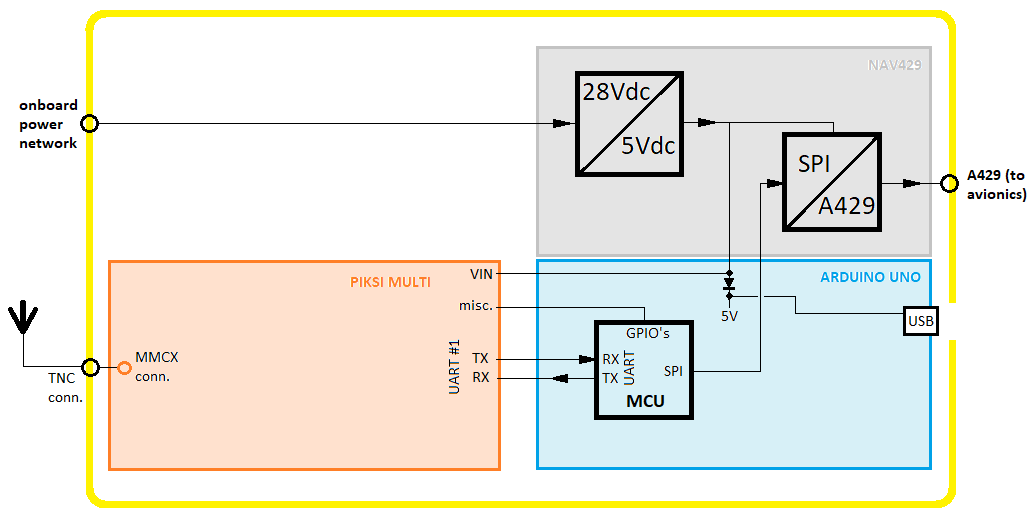 NAV429
onboard
power
network
28Vdc
5Vdc
SPI
A429
A429 (to
avionics)
PIKSI MULTI
VIN
ARDUINO UNO
misc.
5V
USB
GPIO's
UART #1
TX
RX
RX
TX
UART
SPI
MCU
MMCX
conn.
TNC
conn.